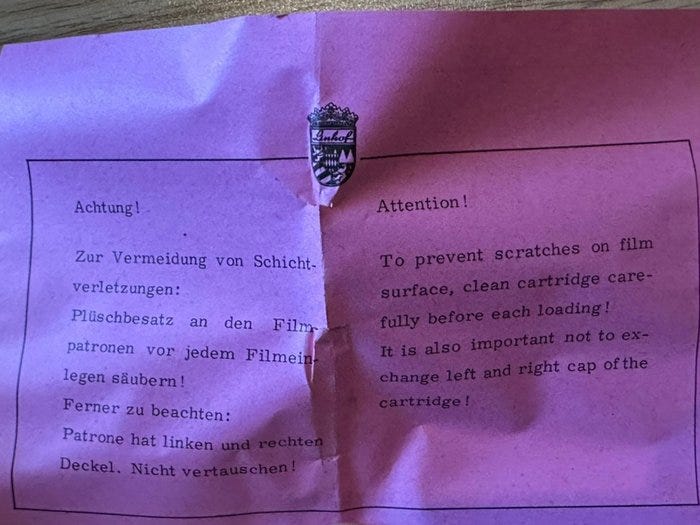 Linhof
Achtung!
Zur Vermeidung von Schicht-
verletzungen:
Plüschbesatz an den Film-
patronen vor jedem Filmein-
legen säubern!
Ferner zu beachten:
Patrone hat linken und rechten
Deckel. Nicht vertauschen!
Attention!
To prevent scratches on film
surface, clean cartridge care-
fully before each loading!
It is also important not to ex-
change left and right cap of the
cartridge!